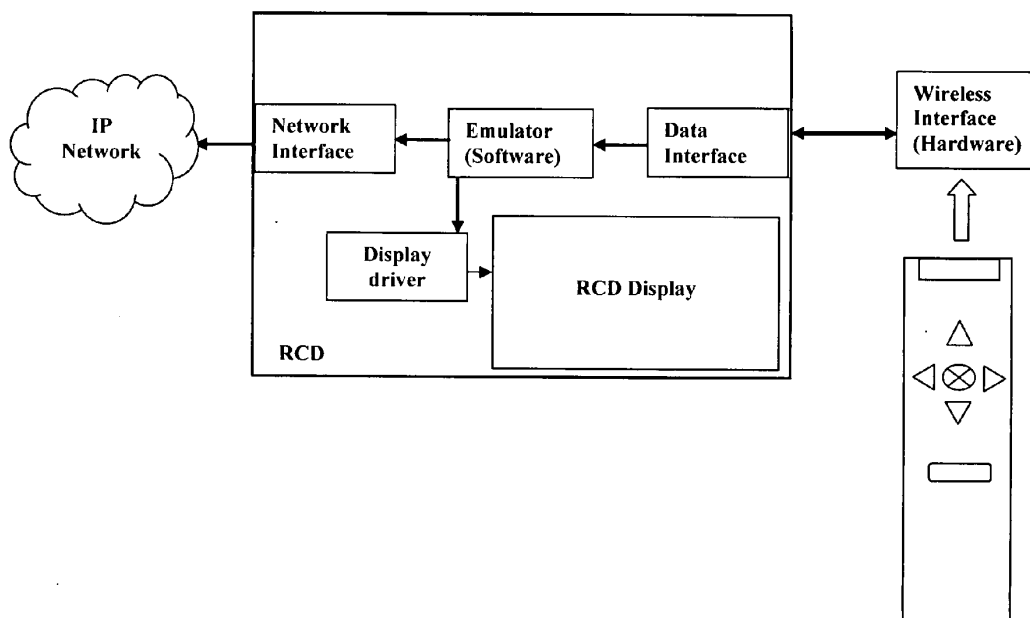 IP
Network
Network
Interface
Emulator
(Software)
Data
Interface
Wireless
Interface
(Hardware)
Display
driver
RCD Display
RCD